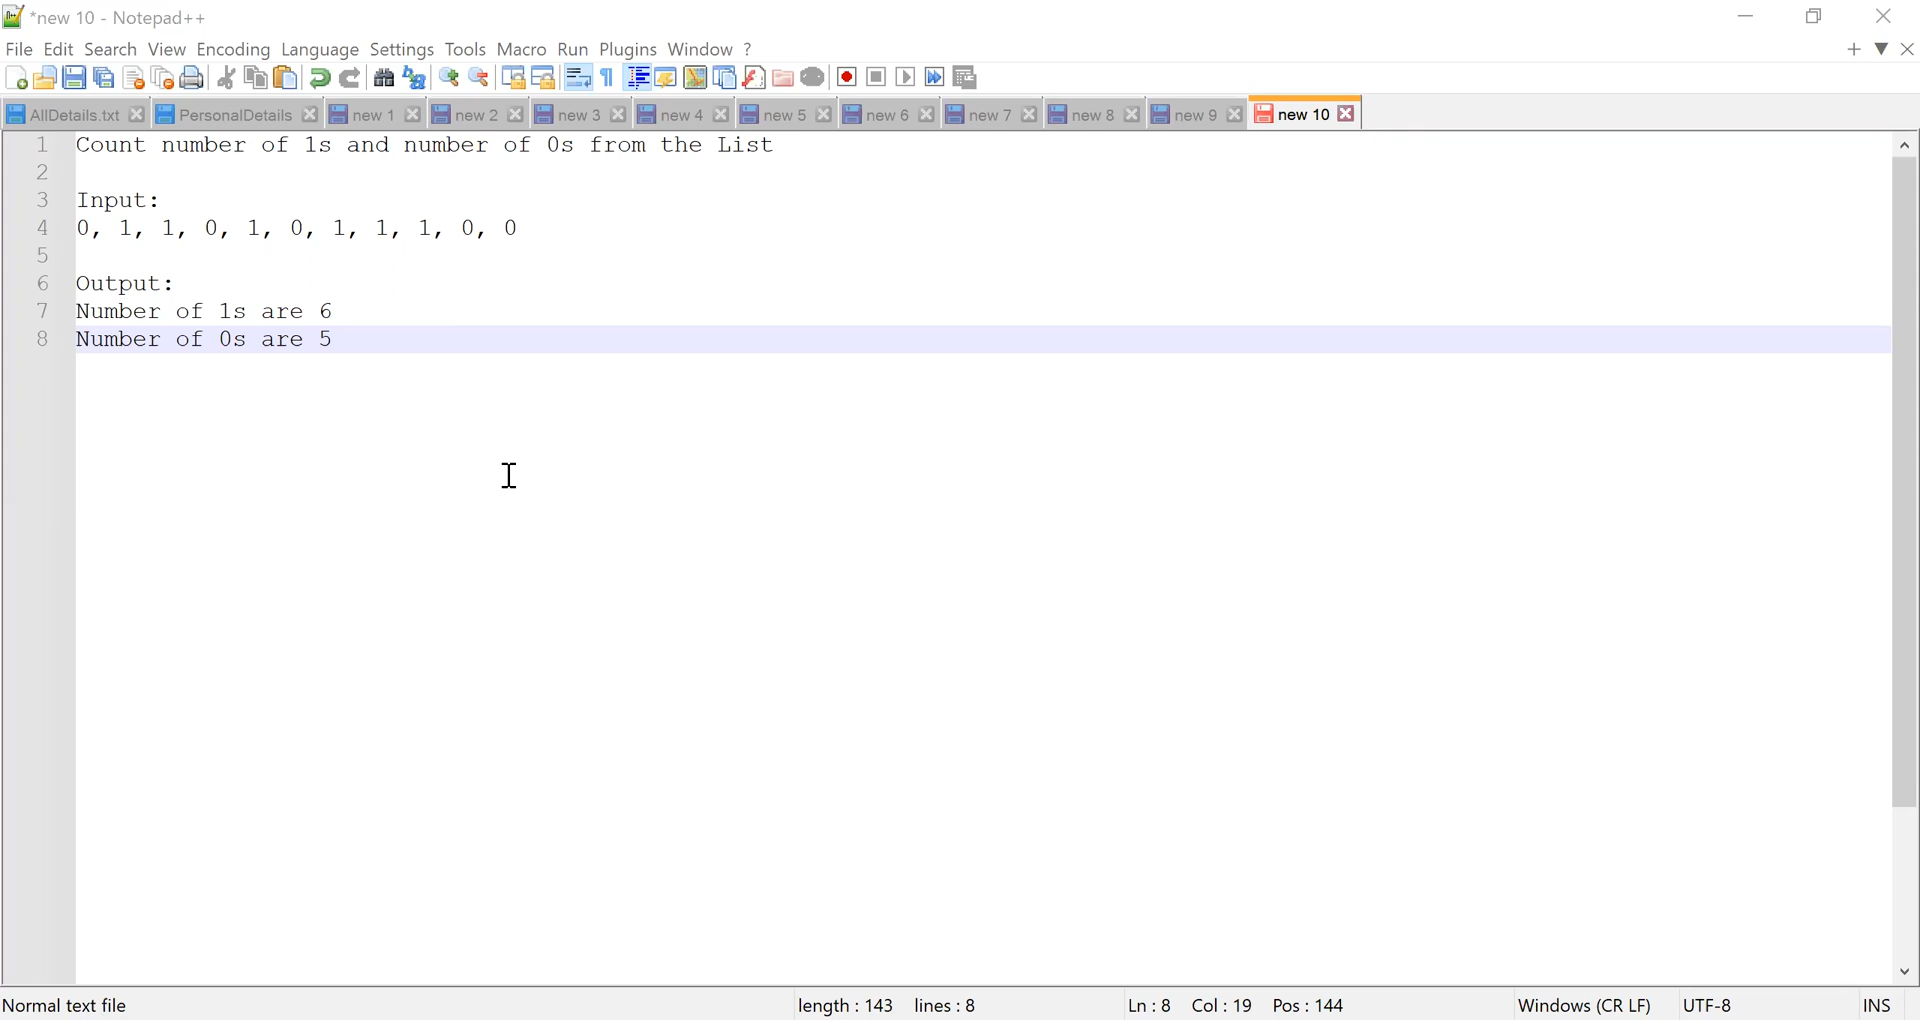 *new 10 - Notepad++
File Edit Search View Encoding Language Settings Tools Macro Run Plugins Window ?
AllDetails.txt PersonalDetails new 1 new 2 new 3 new 4 new 5 new 6 new 7 new 8 new 9 new 10
1 Count number of 1s and number of 0s from the List
2
3 Input:
4 0, 1, 1, 0, 1, 0, 1, 1, 1, 0, 0
5
6 Output:
7 Number of 1s are 6
8 Number of 0s are 5
Normal text file length : 143 lines : 8 Ln : 8 Col : 19 Pos : 144 Windows (CR LF) UTF-8 INS